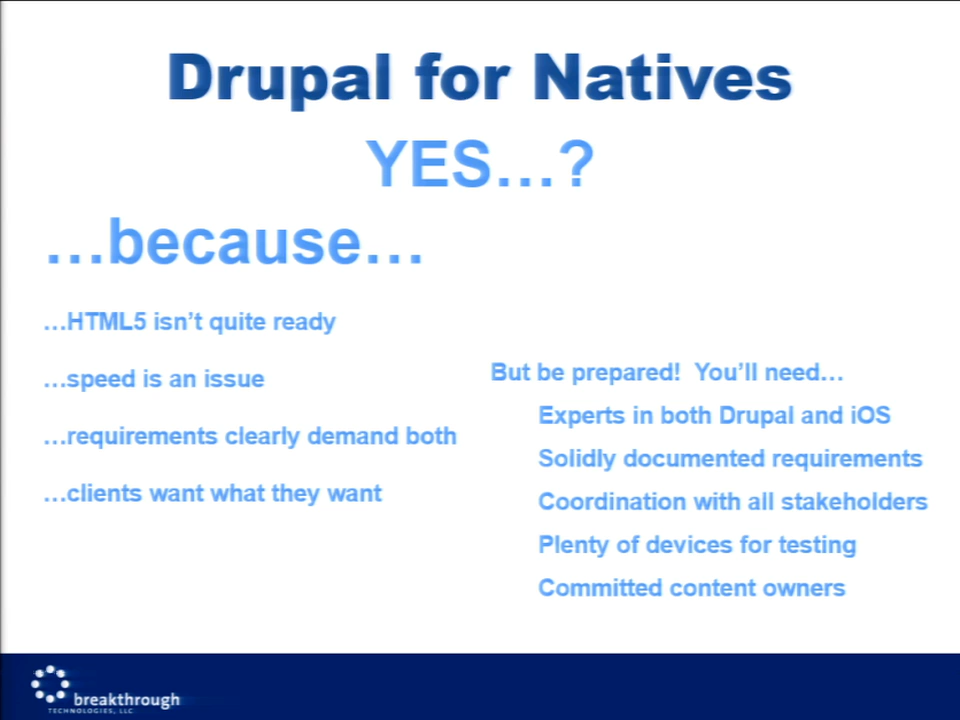 Drupal for Natives
YES…?
…because…
…HTML5 isn’t quite ready
…speed is an issue
…requirements clearly demand both
…clients want what they want
But be prepared!  You’ll need…
Experts in both Drupal and iOS
Solidly documented requirements
Coordination with all stakeholders
Plenty of devices for testing
Committed content owners
breakthrough
TECHNOLOGIES, LLC